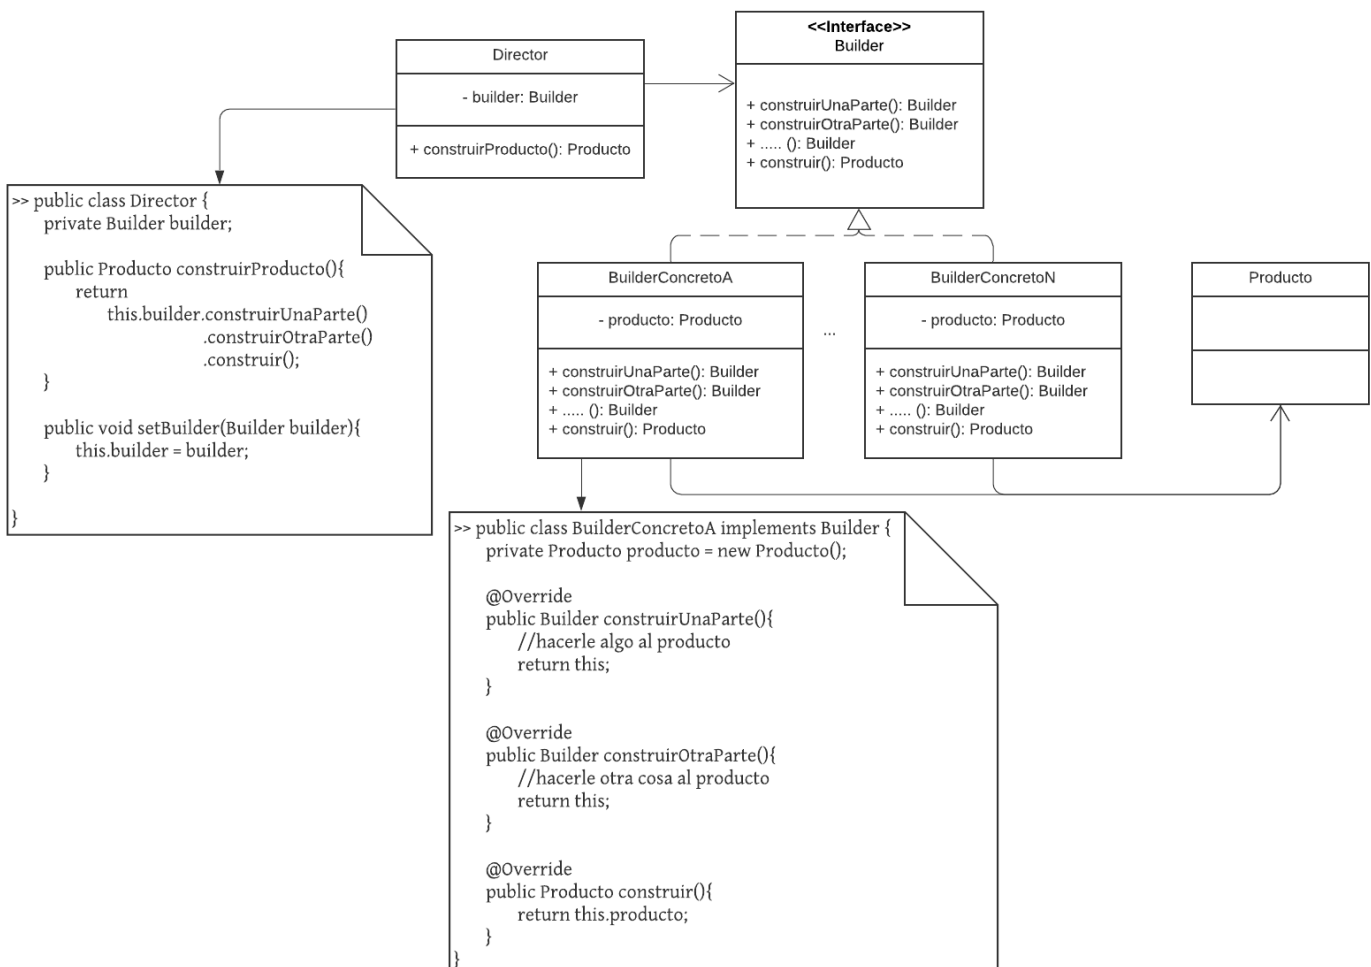 Director
- builder: Builder
+ construirProducto(): Producto
<<Interface>>
Builder
+ construirUnaParte(): Builder
+ construirOtraParte(): Builder
+ ..... (): Builder
+ construir(): Producto
>> public class Director {
private Builder builder;
public Producto construirProducto(){
return
this.builder.construirUnaParte()
.construirOtraParte()
.construir();
}
public void setBuilder(Builder builder){
this.builder = builder;
}
}
BuilderConcretoA
- producto: Producto
+ construirUnaParte(): Builder
+ construirOtraParte(): Builder
+ ..... (): Builder
+ construir(): Producto
...
BuilderConcretoN
- producto: Producto
+ construirUnaParte(): Builder
+ construirOtraParte(): Builder
+ ..... (): Builder
+ construir(): Producto
Producto
>> public class BuilderConcretoA implements Builder {
private Producto producto = new Producto();
@Override
public Builder construirUnaParte(){
//hacerle algo al producto
return this;
}
@Override
public Builder construirOtraParte(){
//hacerle otra cosa al producto
return this;
}
@Override
public Producto construir(){
return this.producto;
}
}